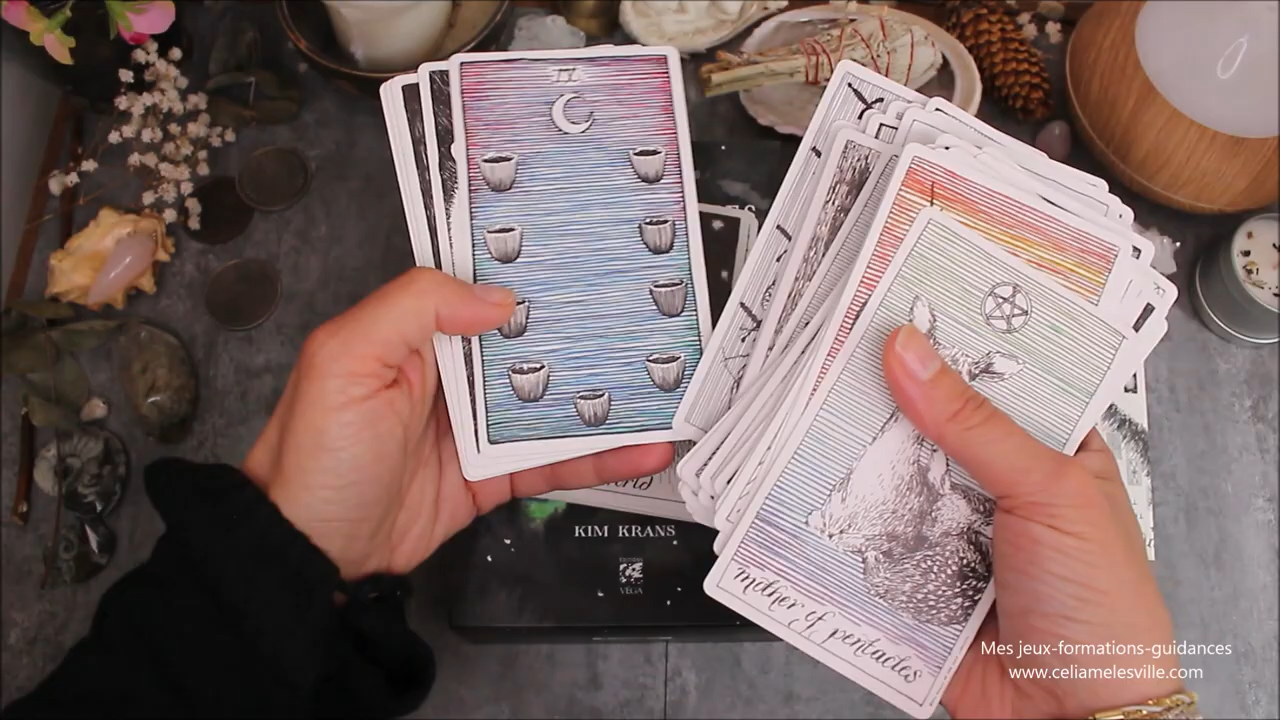 IX
mother of pentacles
KIM KRANS
VEGA
Mes jeux-formations-guidances
www.celiamelesville.com